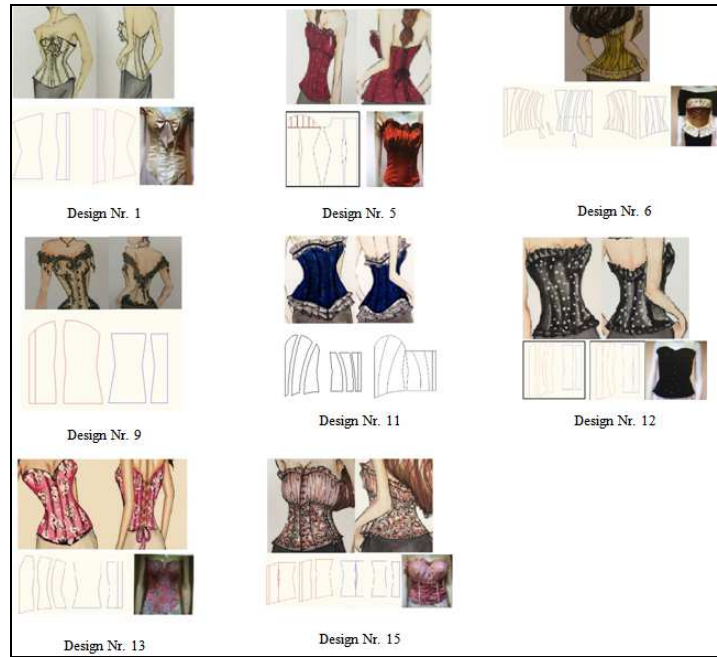 Design Nr. 1
Design Nr. 5
Design Nr. 6
Design Nr. 9
Design Nr. 11
Design Nr. 12
Design Nr. 13
Design Nr. 15